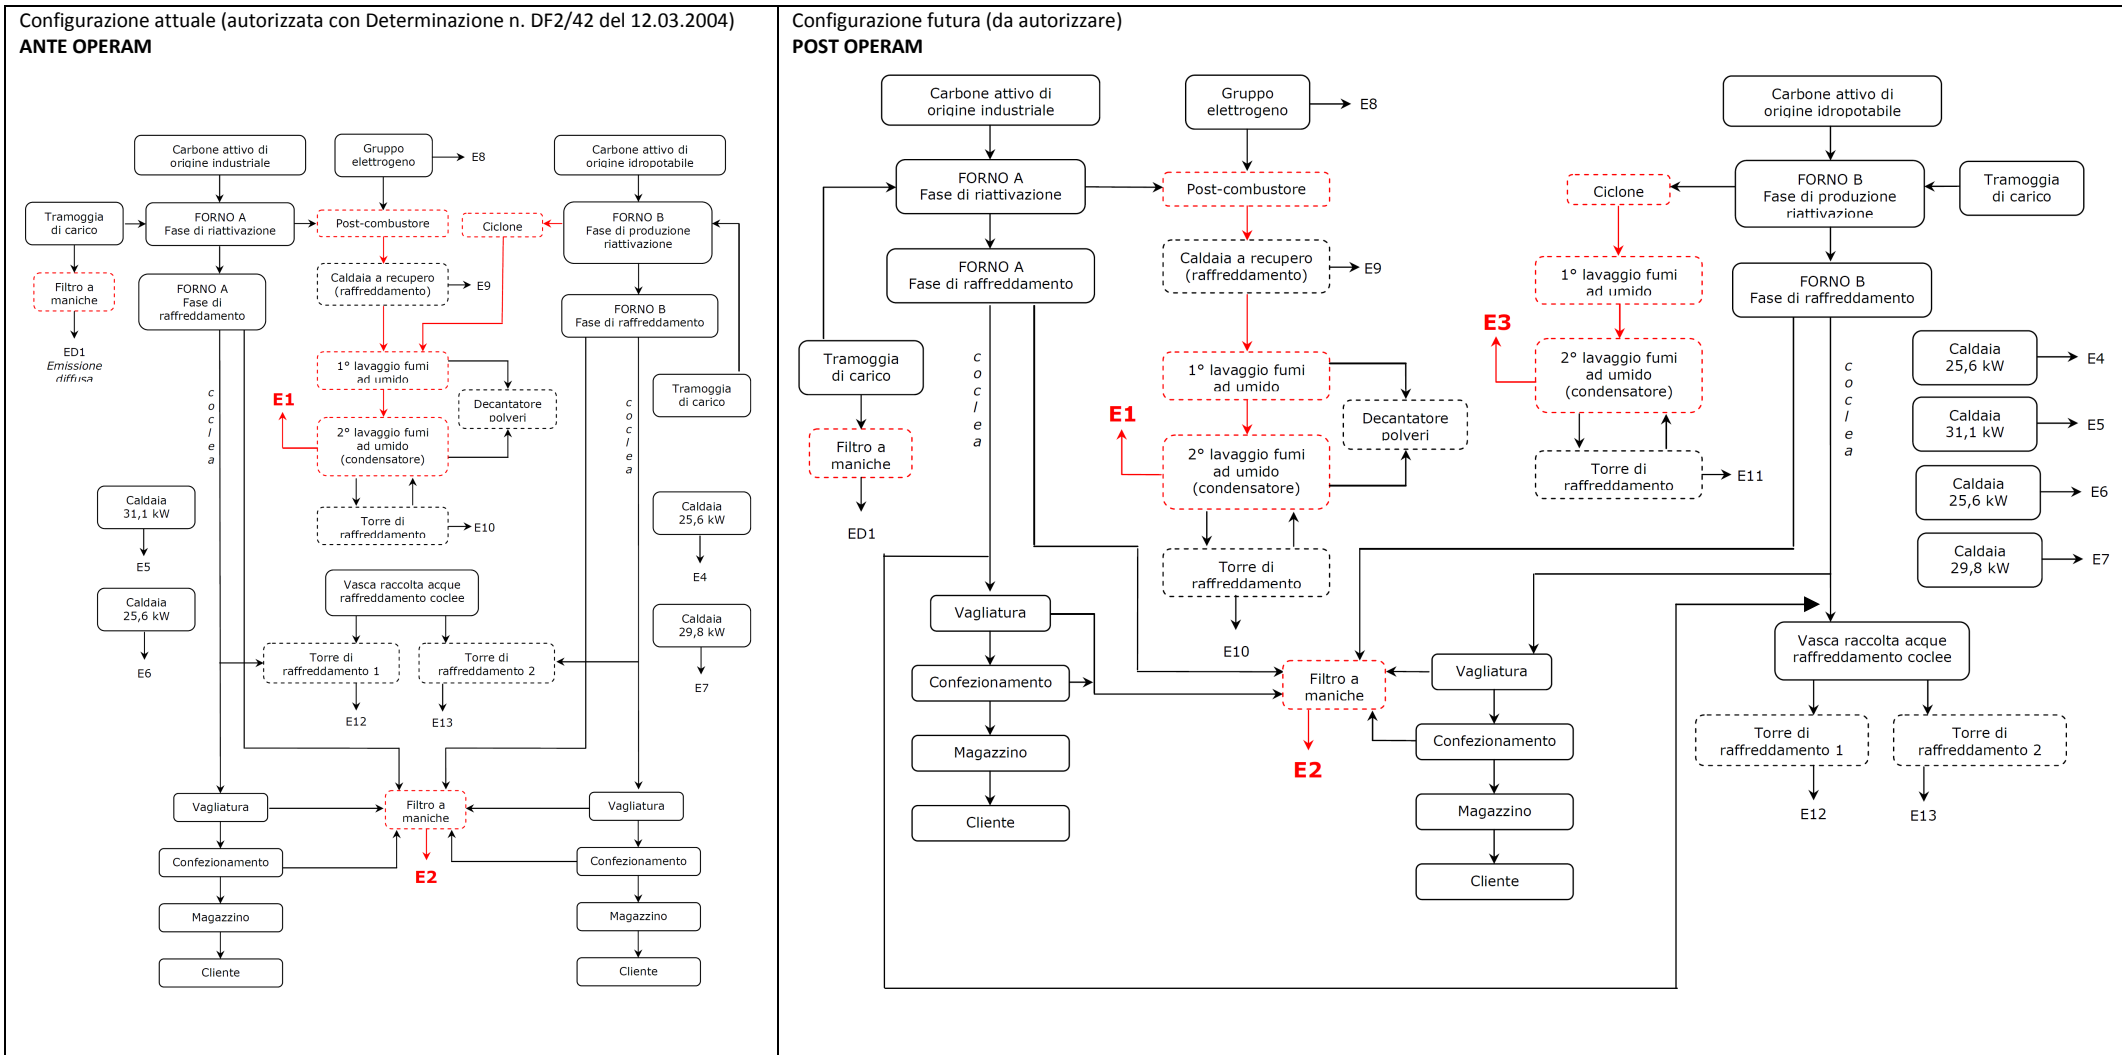 Configurazione attuale (autorizzata con Determinazione n. DF2/42 del 12.03.2004)
ANTE OPERAM
Carbone attivo di
origine industriale
Gruppo
elettrogeno
E8
Carbone attivo di
origine idropotabile
Tramoggia
di carico
FORNO A
Fase di riattivazione
Post-combustore
Ciclone
FORNO B
Fase di produzione
riattivazione
Filtro a
maniche
FORNO A
Fase di
raffreddamento
Caldaia a recupero
(raffreddamento)
E9
FORNO B
Fase di raffreddamento
ED1
Emissione
diffusa
coclea
1° lavaggio fumi
ad umido
Decantatore
polveri
coclea
Tramoggia
di carico
E1
2° lavaggio fumi
ad umido
(condensatore)
Caldaia
31,1 kW
E5
Torre di
raffreddamento
E10
Caldaia
25,6 kW
E4
Caldaia
25,6 kW
E6
Vasca raccolta acque
raffreddamento coclee
Caldaia
29,8 kW
E7
Torre di
raffreddamento 1
Torre di
raffreddamento 2
E12
E13
Vagliatura
Filtro a
maniche
Vagliatura
Confezionamento
E2
Confezionamento
Magazzino
Magazzino
Cliente
Cliente
Configurazione futura (da autorizzare)
POST OPERAM
Carbone attivo di
origine industriale
Gruppo
elettrogeno
E8
Carbone attivo di
origine idropotabile
FORNO A
Fase di riattivazione
Post-combustore
Ciclone
FORNO B
Fase di produzione
riattivazione
Tramoggia
di carico
FORNO A
Fase di raffreddamento
Caldaia a recupero
(raffreddamento)
E9
1° lavaggio fumi
ad umido
FORNO B
Fase di raffreddamento
Tramoggia
di carico
coclea
1° lavaggio fumi
ad umido
E3
2° lavaggio fumi
ad umido
(condensatore)
coclea
Caldaia
25,6 kW
E4
Decantatore
polveri
Caldaia
31,1 kW
E5
Filtro a
maniche
E1
2° lavaggio fumi
ad umido
(condensatore)
Torre di
raffreddamento
E11
Caldaia
25,6 kW
E6
ED1
Torre di
raffreddamento
E10
Caldaia
29,8 kW
E7
Vagliatura
Confezionamento
Filtro a
maniche
Vagliatura
Vasca raccolta acque
raffreddamento coclee
Magazzino
E2
Confezionamento
Torre di
raffreddamento 1
Torre di
raffreddamento 2
Cliente
Magazzino
E12
E13
Cliente